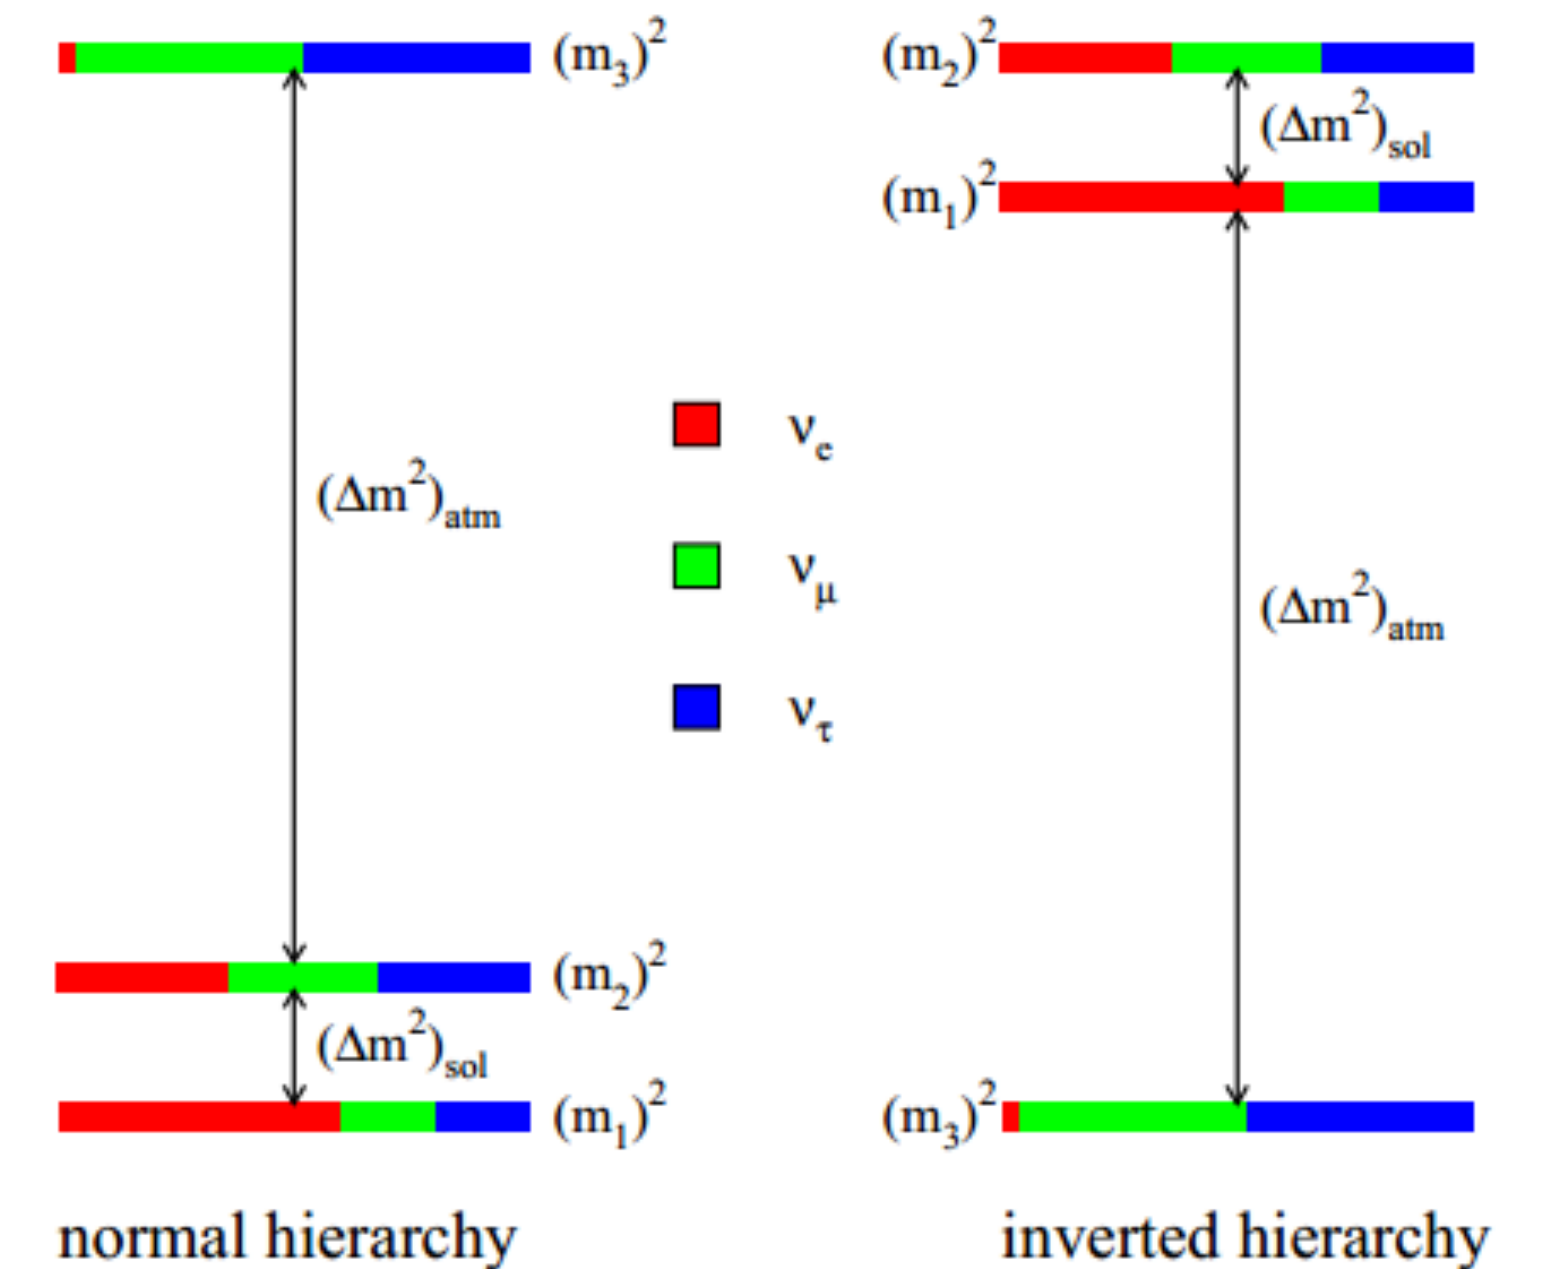 (m₃)²
(m₂)²
(Δm²)sol
(m₁)²
νe
(Δm²)atm
νμ
(Δm²)atm
ντ
(m₂)²
(Δm²)sol
(m₁)²
(m₃)²
normal hierarchy
inverted hierarchy